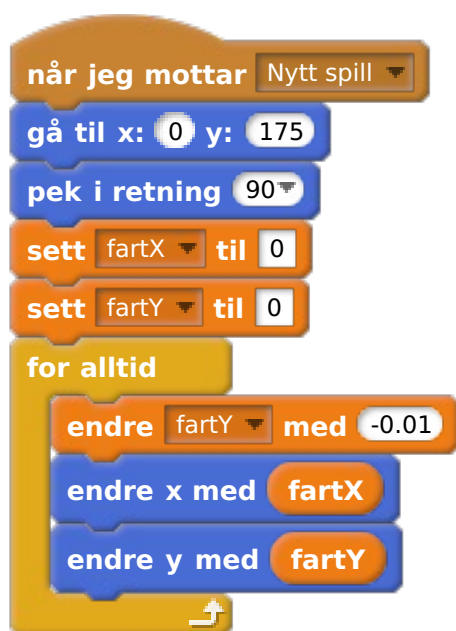 når jeg mottar Nytt spill
gå til x: 0 y: 175
pek i retning 90
sett fartX til 0
sett fartY til 0
for alltid
endre fartY med -0.01
endre x med fartX
endre y med fartY